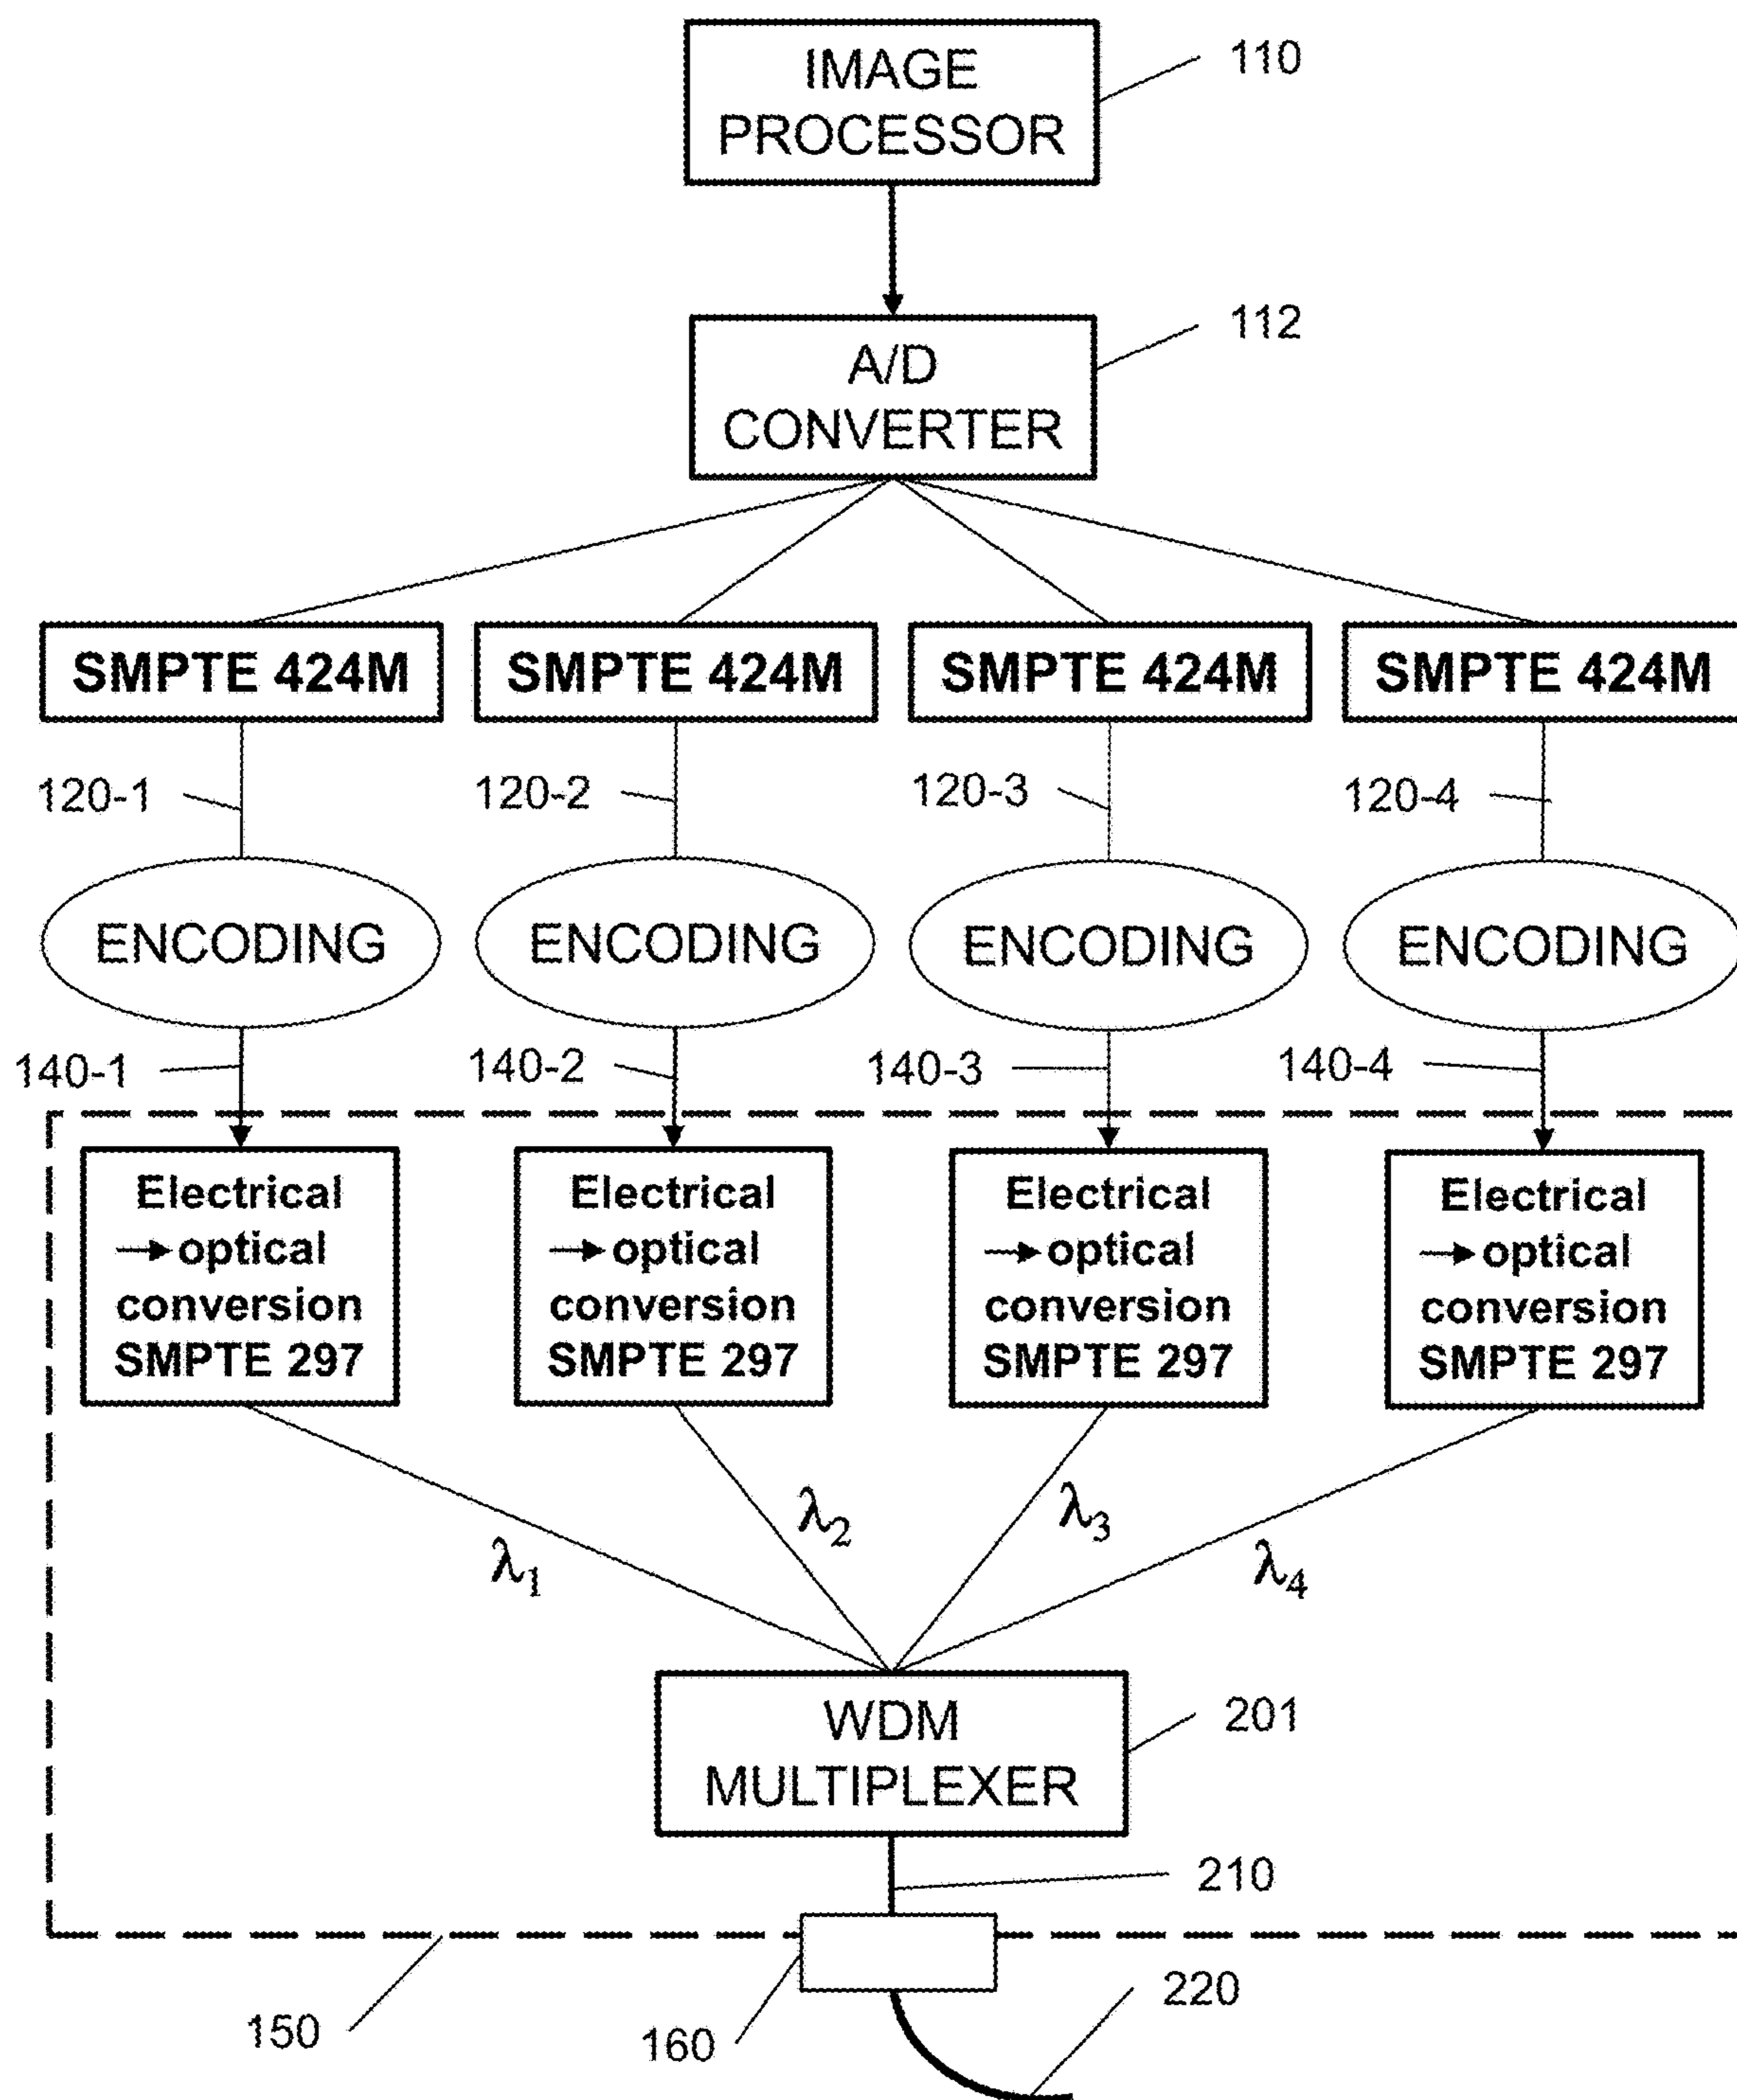 IMAGE
PROCESSOR
110
A/D
CONVERTER
112
SMPTE 424M
SMPTE 424M
SMPTE 424M
SMPTE 424M
120-1
120-2
120-3
120-4
ENCODING
ENCODING
ENCODING
ENCODING
140-1
140-2
140-3
140-4
Electrical
→optical
conversion
SMPTE 297
Electrical
→optical
conversion
SMPTE 297
Electrical
→optical
conversion
SMPTE 297
Electrical
→optical
conversion
SMPTE 297
λ1
λ2
λ3
λ4
WDM
MULTIPLEXER
201
210
150
160
220